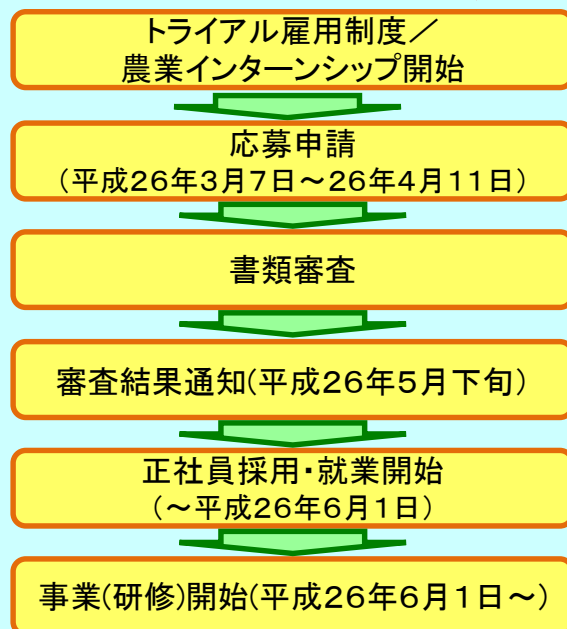 トライアル雇用制度／
農業インターンシップ開始
応募申請
(平成26年3月7日～26年4月11日)
書類審査
審査結果通知(平成26年5月下旬)
正社員採用・就業開始
(～平成26年6月1日)
事業(研修)開始(平成26年6月1日～)